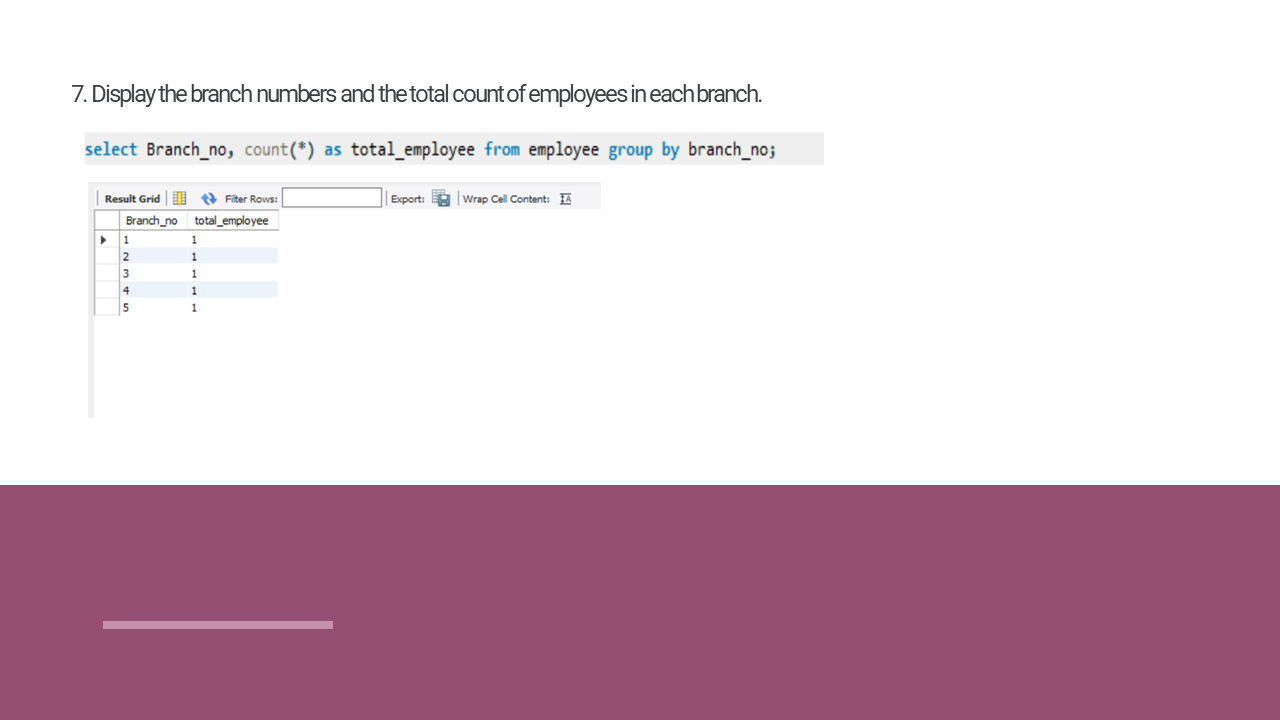 7. Display the branch numbers and the total count of employees in each branch.
select Branch_no, count(*) as total_employee from employee group by branch_no;
Result Grid Filter Rows: Export: Wrap Cell Content: IA
Branch_no total_employee
1 1
2 1
3 1
4 1
5 1